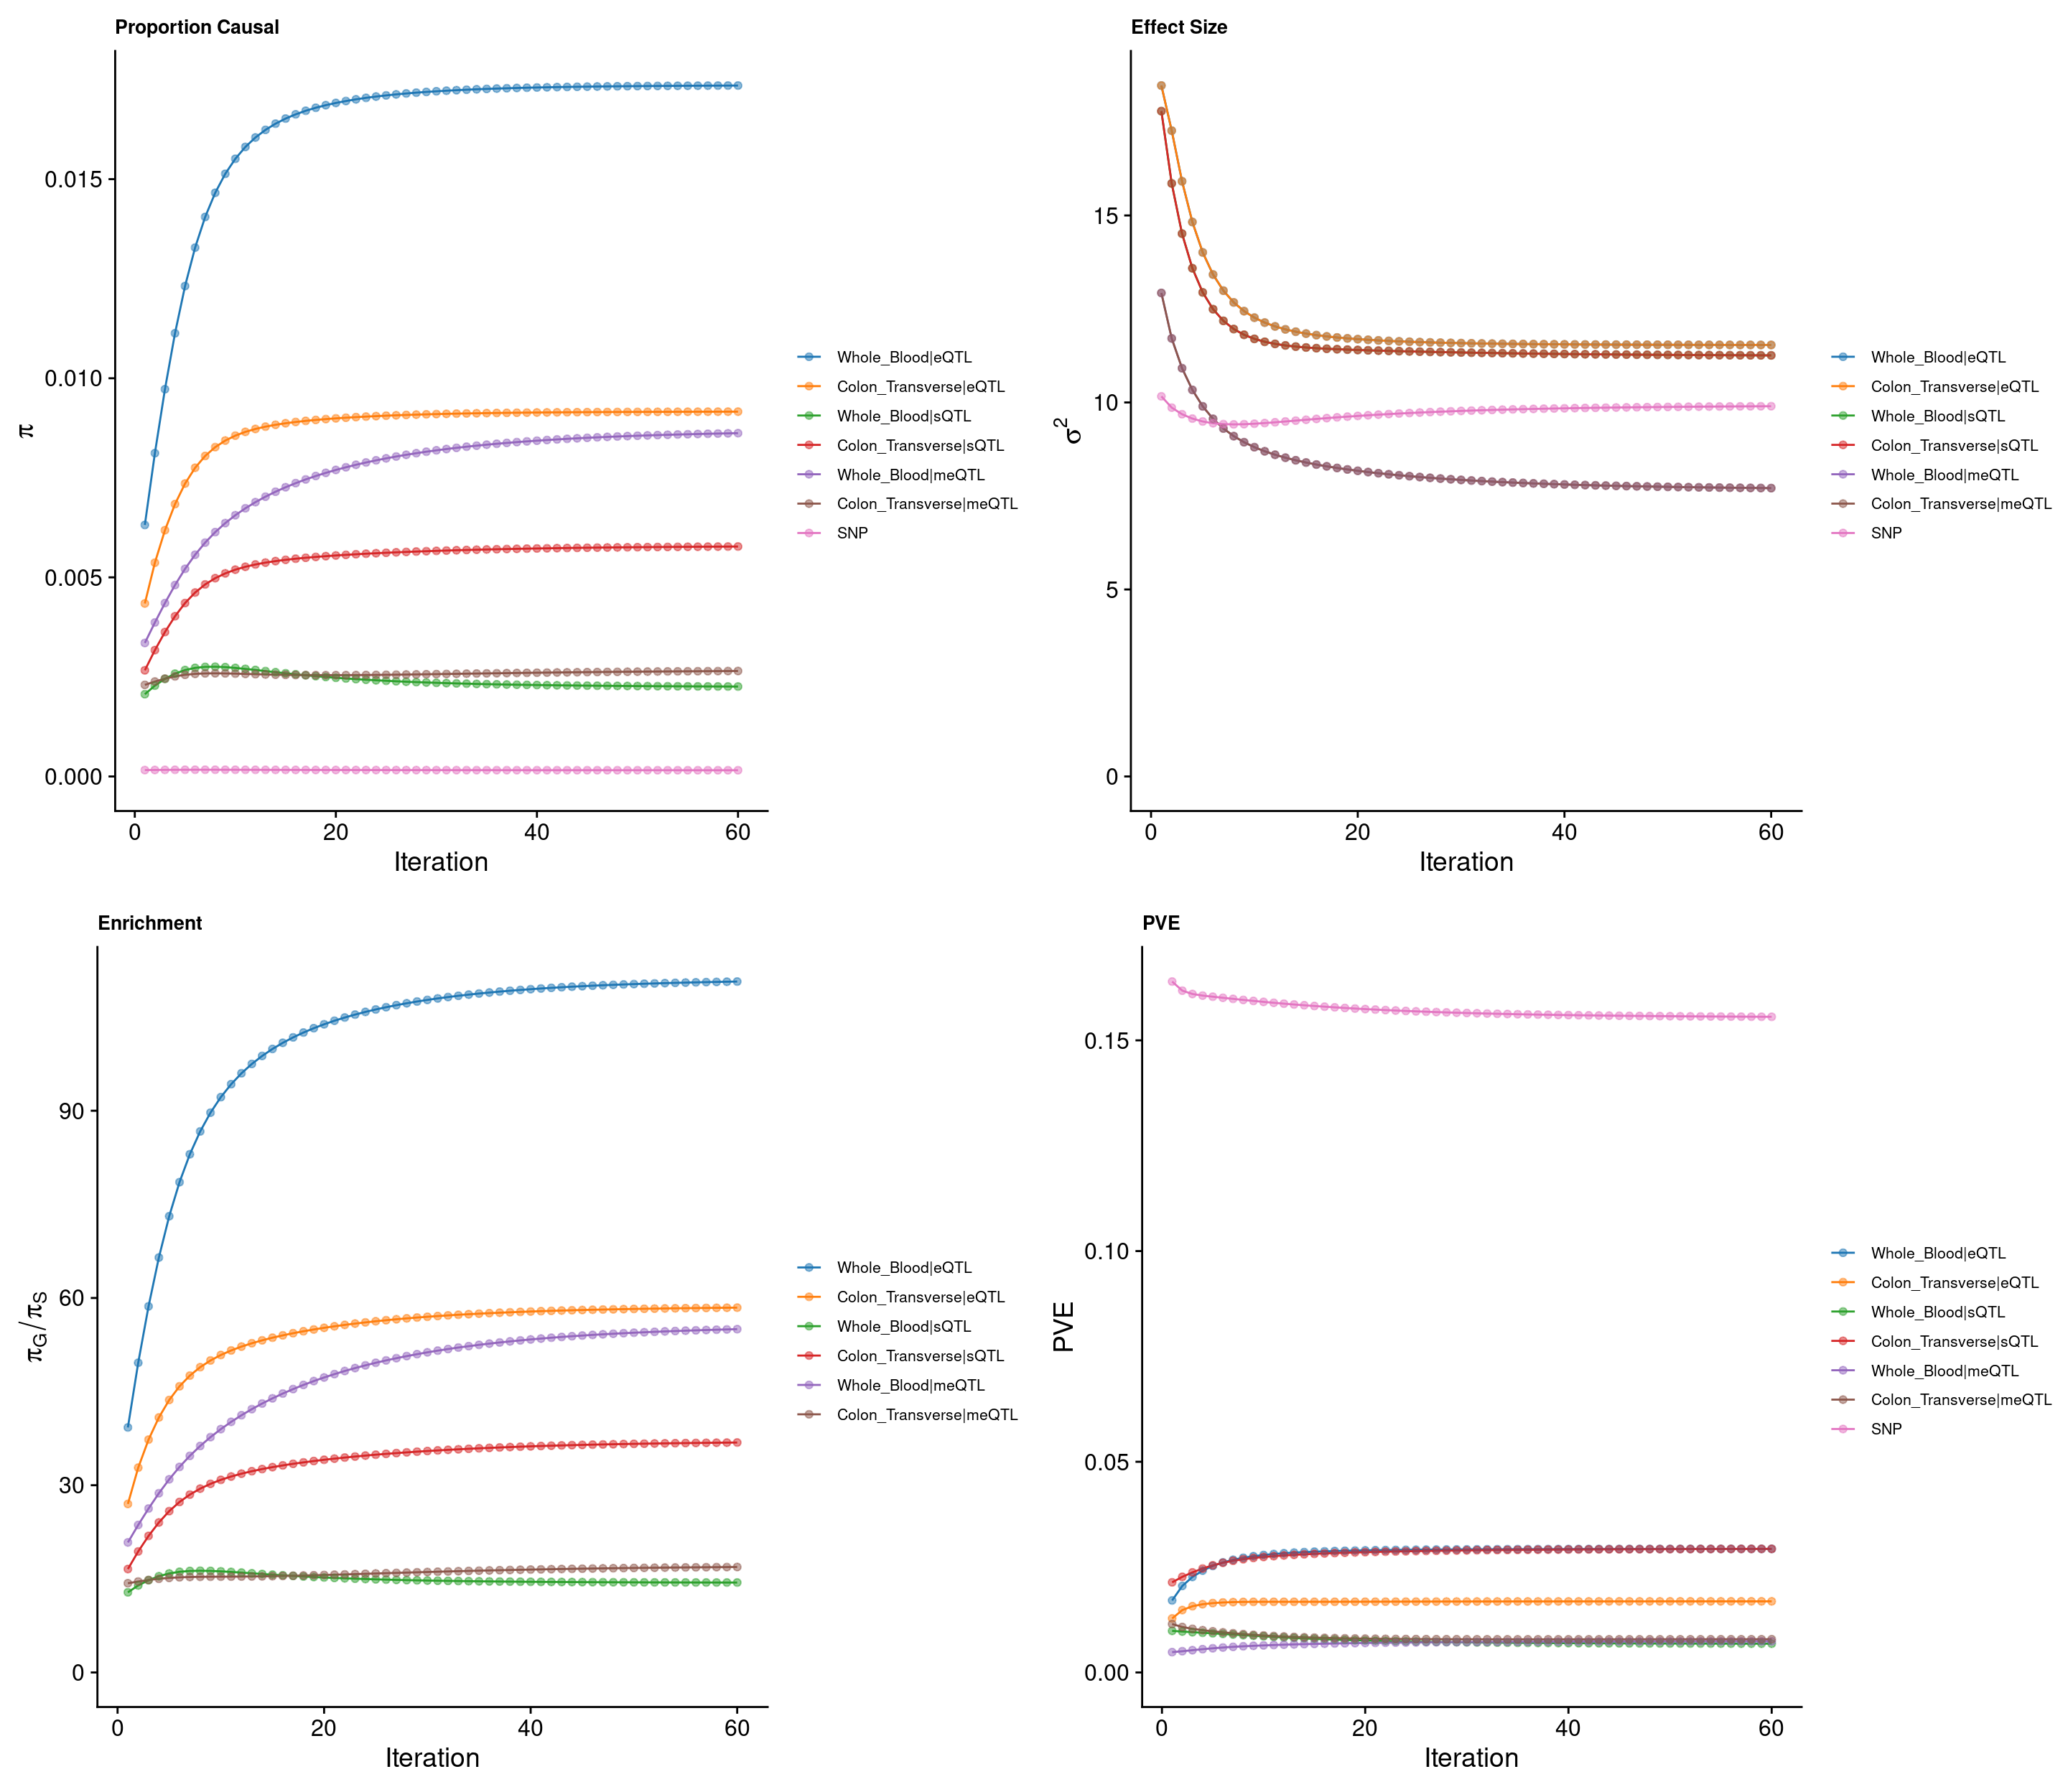 Proportion Causal
0.015
0.010
0.005
0.000
π
0 20 40 60
Iteration
Whole_Blood|eQTL
Colon_Transverse|eQTL
Whole_Blood|sQTL
Colon_Transverse|sQTL
Whole_Blood|meQTL
Colon_Transverse|meQTL
SNP
Effect Size
15
10
5
0
σ²
0 20 40 60
Iteration
Whole_Blood|eQTL
Colon_Transverse|eQTL
Whole_Blood|sQTL
Colon_Transverse|sQTL
Whole_Blood|meQTL
Colon_Transverse|meQTL
SNP
Enrichment
90
60
30
0
πG/πS
0 20 40 60
Iteration
Whole_Blood|eQTL
Colon_Transverse|eQTL
Whole_Blood|sQTL
Colon_Transverse|sQTL
Whole_Blood|meQTL
Colon_Transverse|meQTL
PVE
0.15
0.10
0.05
0.00
PVE
0 20 40 60
Iteration
Whole_Blood|eQTL
Colon_Transverse|eQTL
Whole_Blood|sQTL
Colon_Transverse|sQTL
Whole_Blood|meQTL
Colon_Transverse|meQTL
SNP